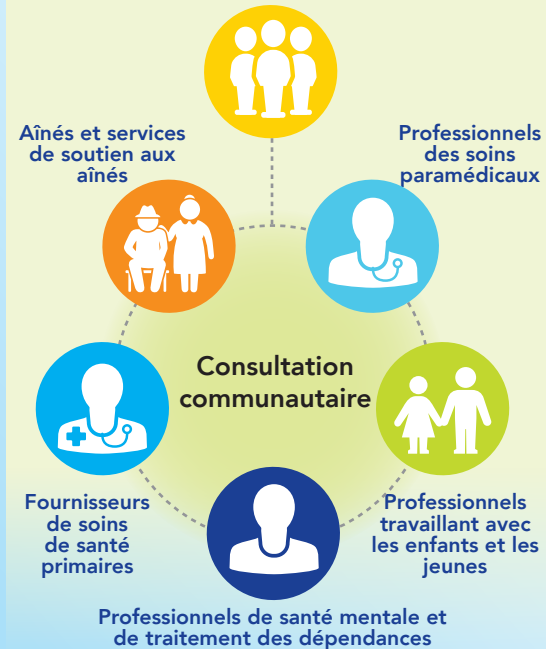 Aînés et services
de soutien aux
aînés
Professionnels
des soins
paramédicaux
Consultation
communautaire
Fournisseurs
de soins
de santé
primaires
Professionnels
travaillant avec
les enfants et les
jeunes
Professionnels de santé mentale et
de traitement des dépendances